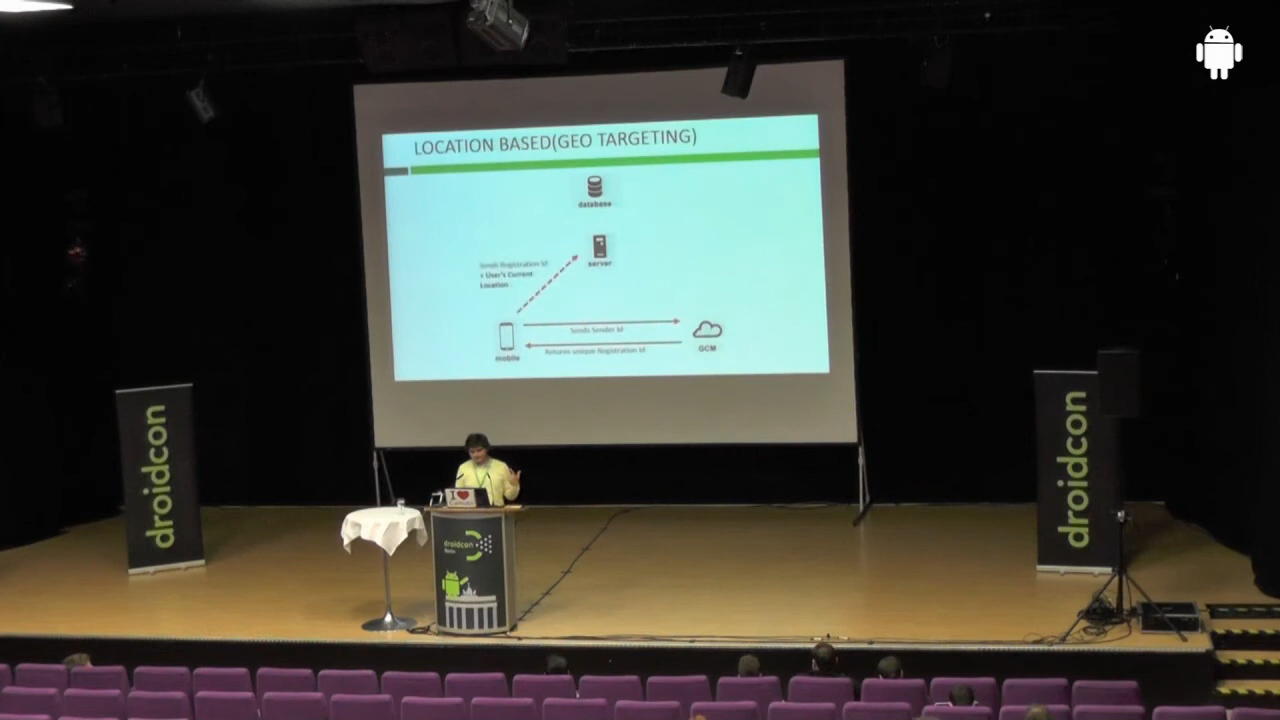 LOCATION BASED(GEO TARGETING)
database
server
Sends Registration Id
+ User's Current
Location
Sends Sender Id
Returns unique Registration Id
mobile
GCM
droidcon
droidcon
I
droidcon
Berlin